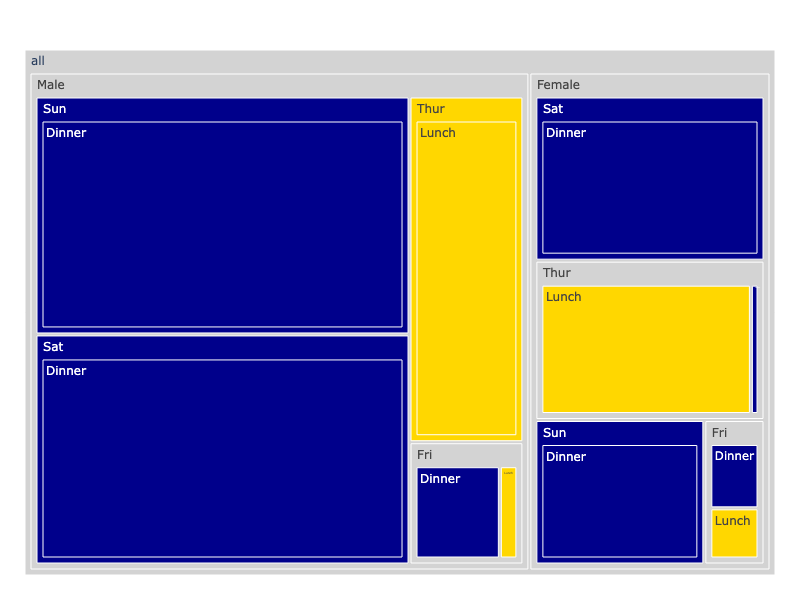 all
Male
Female
Sun
Dinner
Thur
Lunch
Sat
Dinner
Thur
Lunch
Sat
Dinner
Sun
Dinner
Fri
Dinner
Lunch
Fri
Dinner